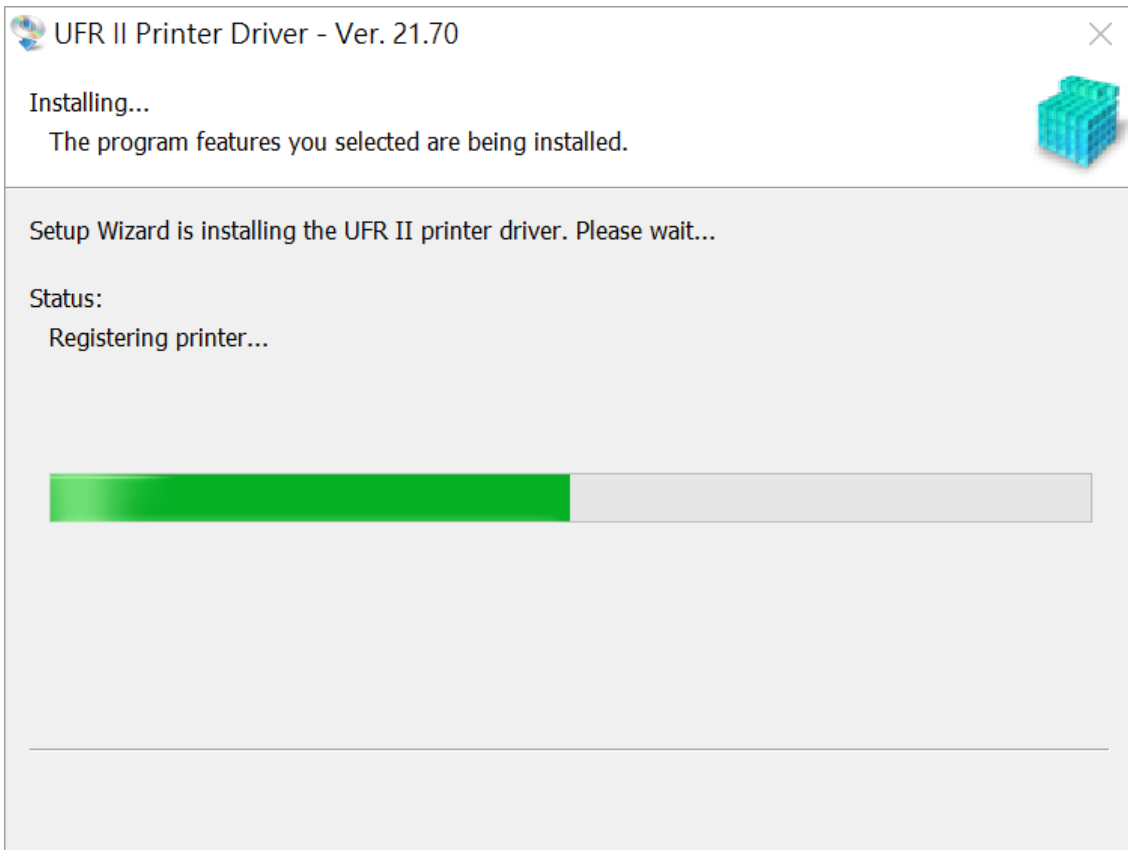 UFR II Printer Driver - Ver. 21.70
Installing...
The program features you selected are being installed.
Setup Wizard is installing the UFR II printer driver. Please wait...
Status:
Registering printer...